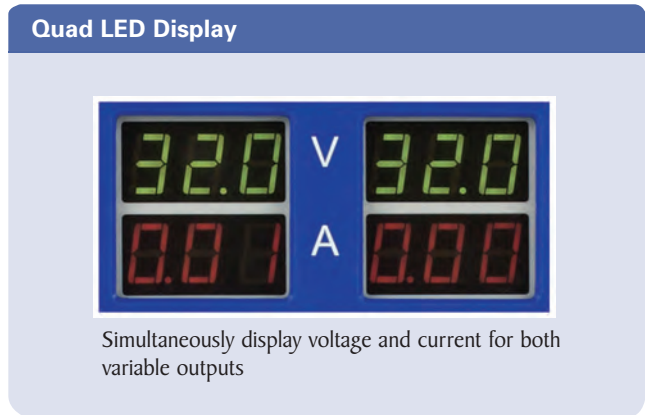 Quad LED Display
32.0 V 32.0
0.01 A 0.00
Simultaneously display voltage and current for both
variable outputs